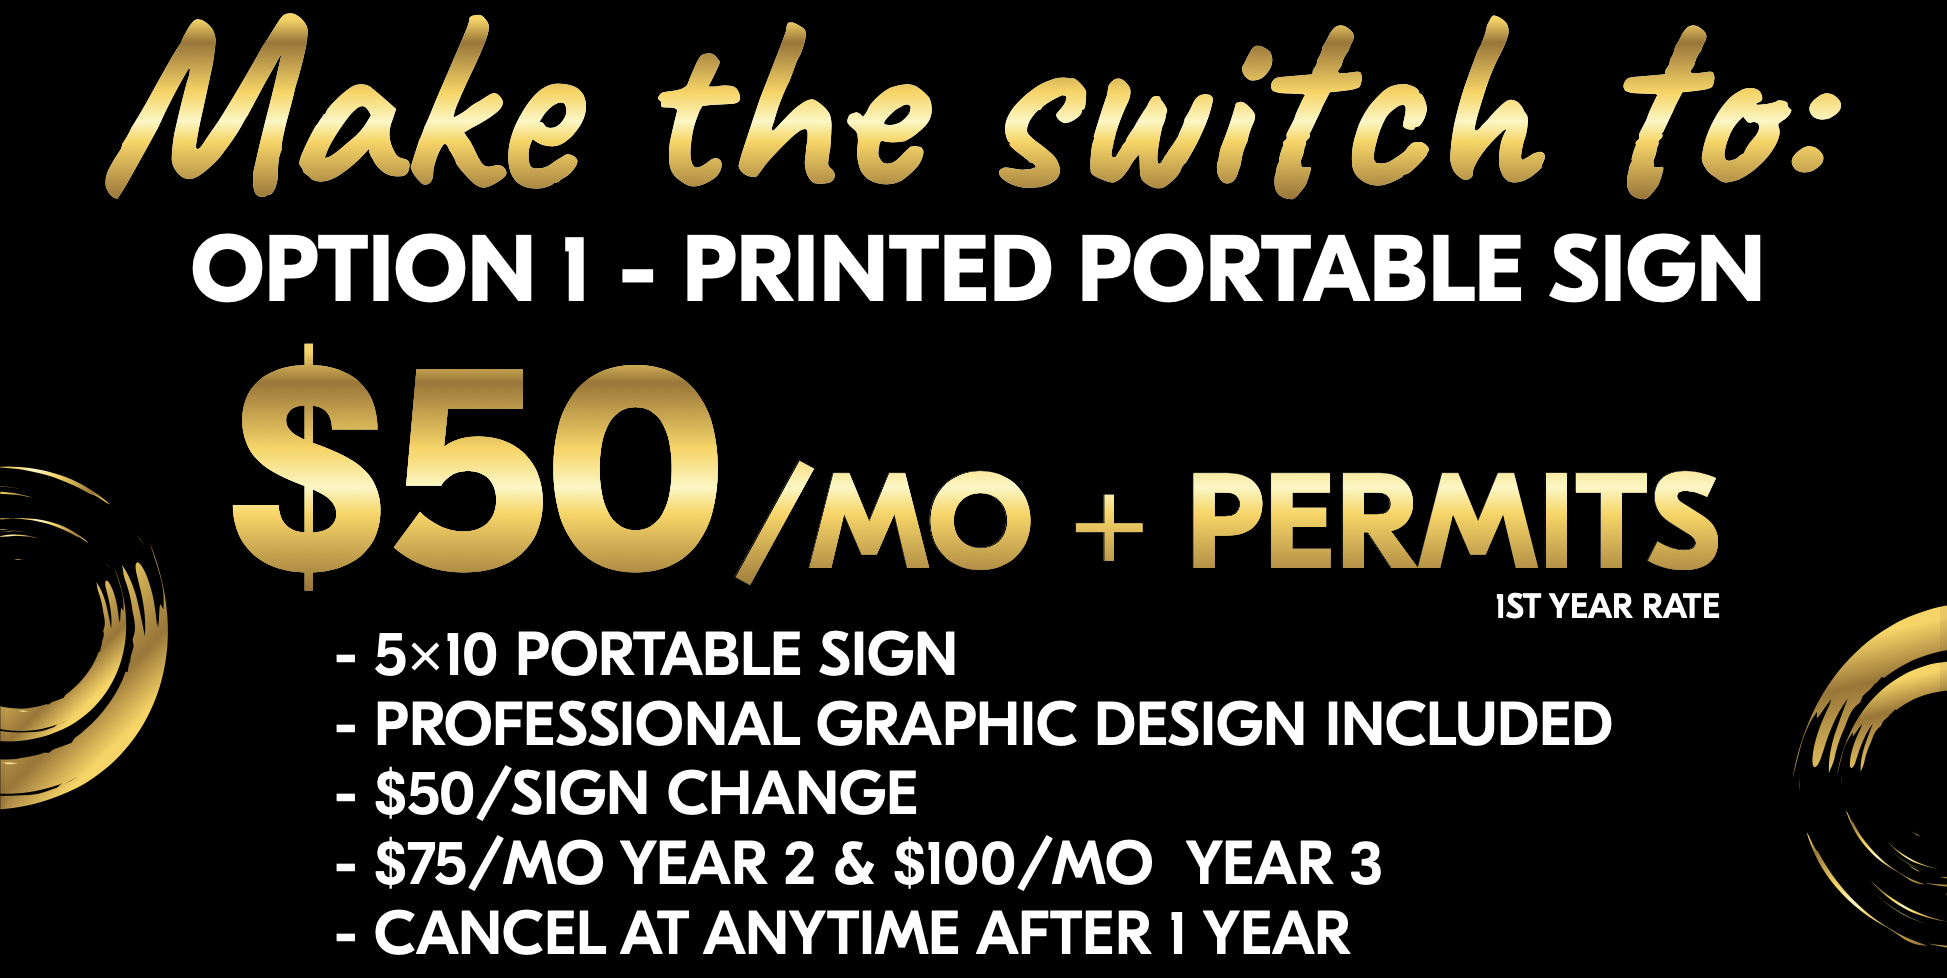 Make the switch to:
OPTION 1 - PRINTED PORTABLE SIGN
$50/MO + PERMITS
1ST YEAR RATE
- 5×10 PORTABLE SIGN
- PROFESSIONAL GRAPHIC DESIGN INCLUDED
- $50/SIGN CHANGE
- $75/MO YEAR 2 & $100/MO YEAR 3
- CANCEL AT ANYTIME AFTER 1 YEAR